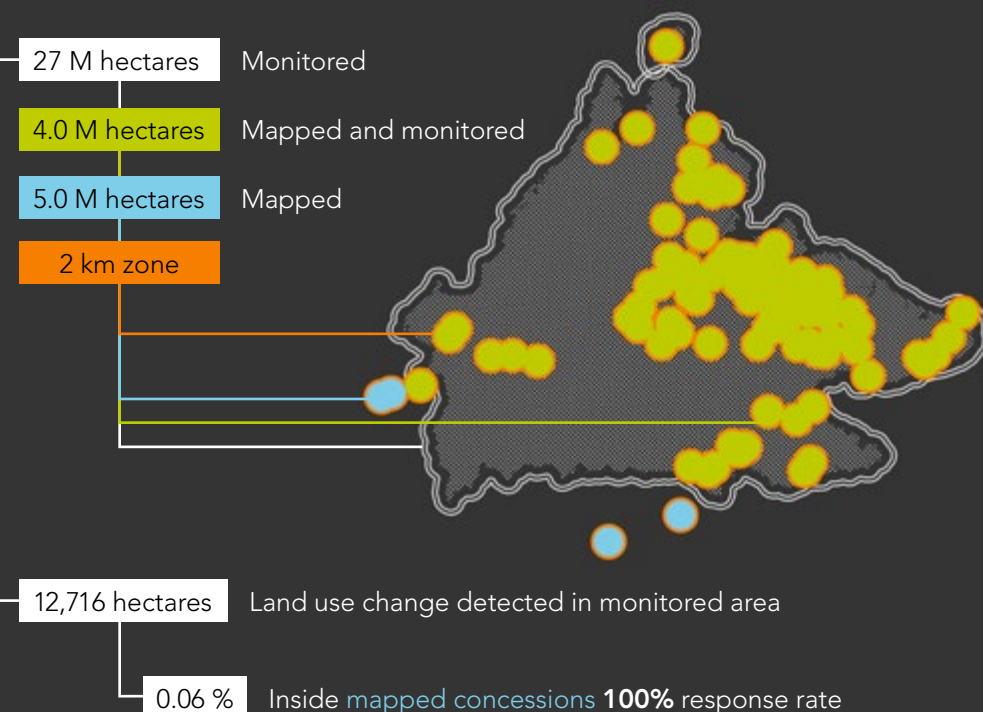 27 M hectares Monitored
4.0 M hectares Mapped and monitored
5.0 M hectares Mapped
2 km zone
12,716 hectares Land use change detected in monitored area
0.06 % Inside mapped concessions 100% response rate